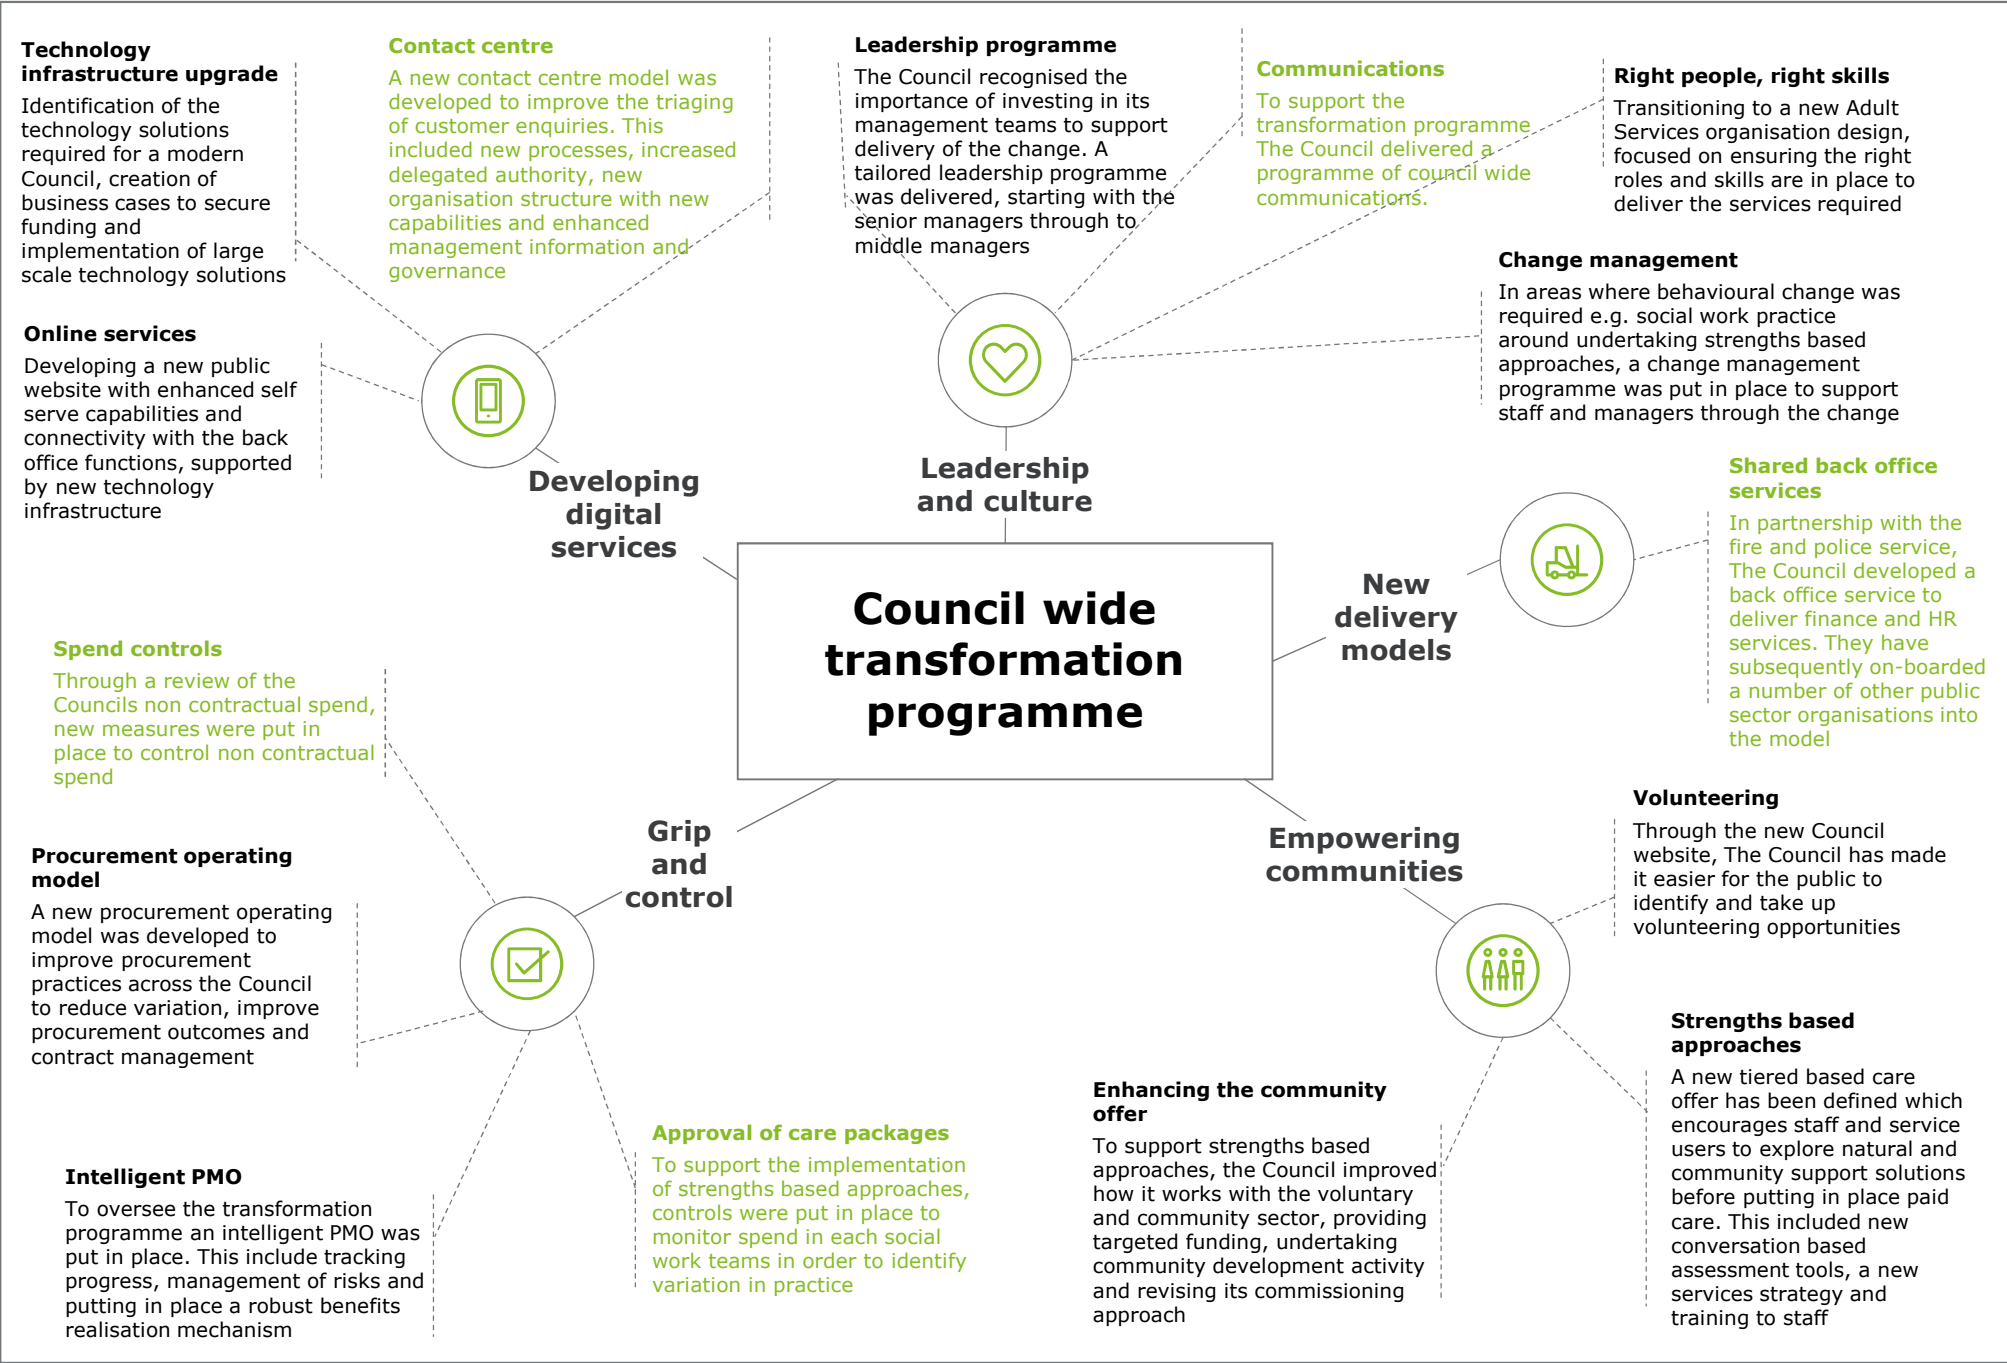 Technology
infrastructure upgrade
Identification of the
technology solutions
required for a modern
Council, creation of
business cases to secure
funding and
implementation of large
scale technology solutions
Contact centre
A new contact centre model was
developed to improve the triaging
of customer enquiries. This
included new processes, increased
delegated authority, new
organisation structure with new
capabilities and enhanced
management information and
governance
Leadership programme
The Council recognised the
importance of investing in its
management teams to support
delivery of the change. A
tailored leadership programme
was delivered, starting with the
senior managers through to
middle managers
Communications
To support the
transformation programme
The Council delivered a
programme of council wide
communications.
Right people, right skills
Transitioning to a new Adult
Services organisation design,
focused on ensuring the right
roles and skills are in place to
deliver the services required
Change management
In areas where behavioural change was
required e.g. social work practice
around undertaking strengths based
approaches, a change management
programme was put in place to support
staff and managers through the change
Online services
Developing a new public
website with enhanced self
serve capabilities and
connectivity with the back
office functions, supported
by new technology
infrastructure
Developing
digital
services
Leadership
and culture
Shared back office
services
In partnership with the
fire and police service,
The Council developed a
back office service to
deliver finance and HR
services. They have
subsequently on-boarded
a number of other public
sector organisations into
the model
New
delivery
models
Council wide
transformation
programme
Spend controls
Through a review of the
Councils non contractual spend,
new measures were put in
place to control non contractual
spend
Grip
and
control
Empowering
communities
Volunteering
Through the new Council
website, The Council has made
it easier for the public to
identify and take up
volunteering opportunities
Procurement operating
model
A new procurement operating
model was developed to
improve procurement
practices across the Council
to reduce variation, improve
procurement outcomes and
contract management
Strengths based
approaches
A new tiered based care
offer has been defined which
encourages staff and service
users to explore natural and
community support solutions
before putting in place paid
care. This included new
conversation based
assessment tools, a new
services strategy and
training to staff
Enhancing the community
offer
To support strengths based
approaches, the Council improved
how it works with the voluntary
and community sector, providing
targeted funding, undertaking
community development activity
and revising its commissioning
approach
Approval of care packages
To support the implementation
of strengths based approaches,
controls were put in place to
monitor spend in each social
work teams in order to identify
variation in practice
Intelligent PMO
To oversee the transformation
programme an intelligent PMO was
put in place. This include tracking
progress, management of risks and
putting in place a robust benefits
realisation mechanism